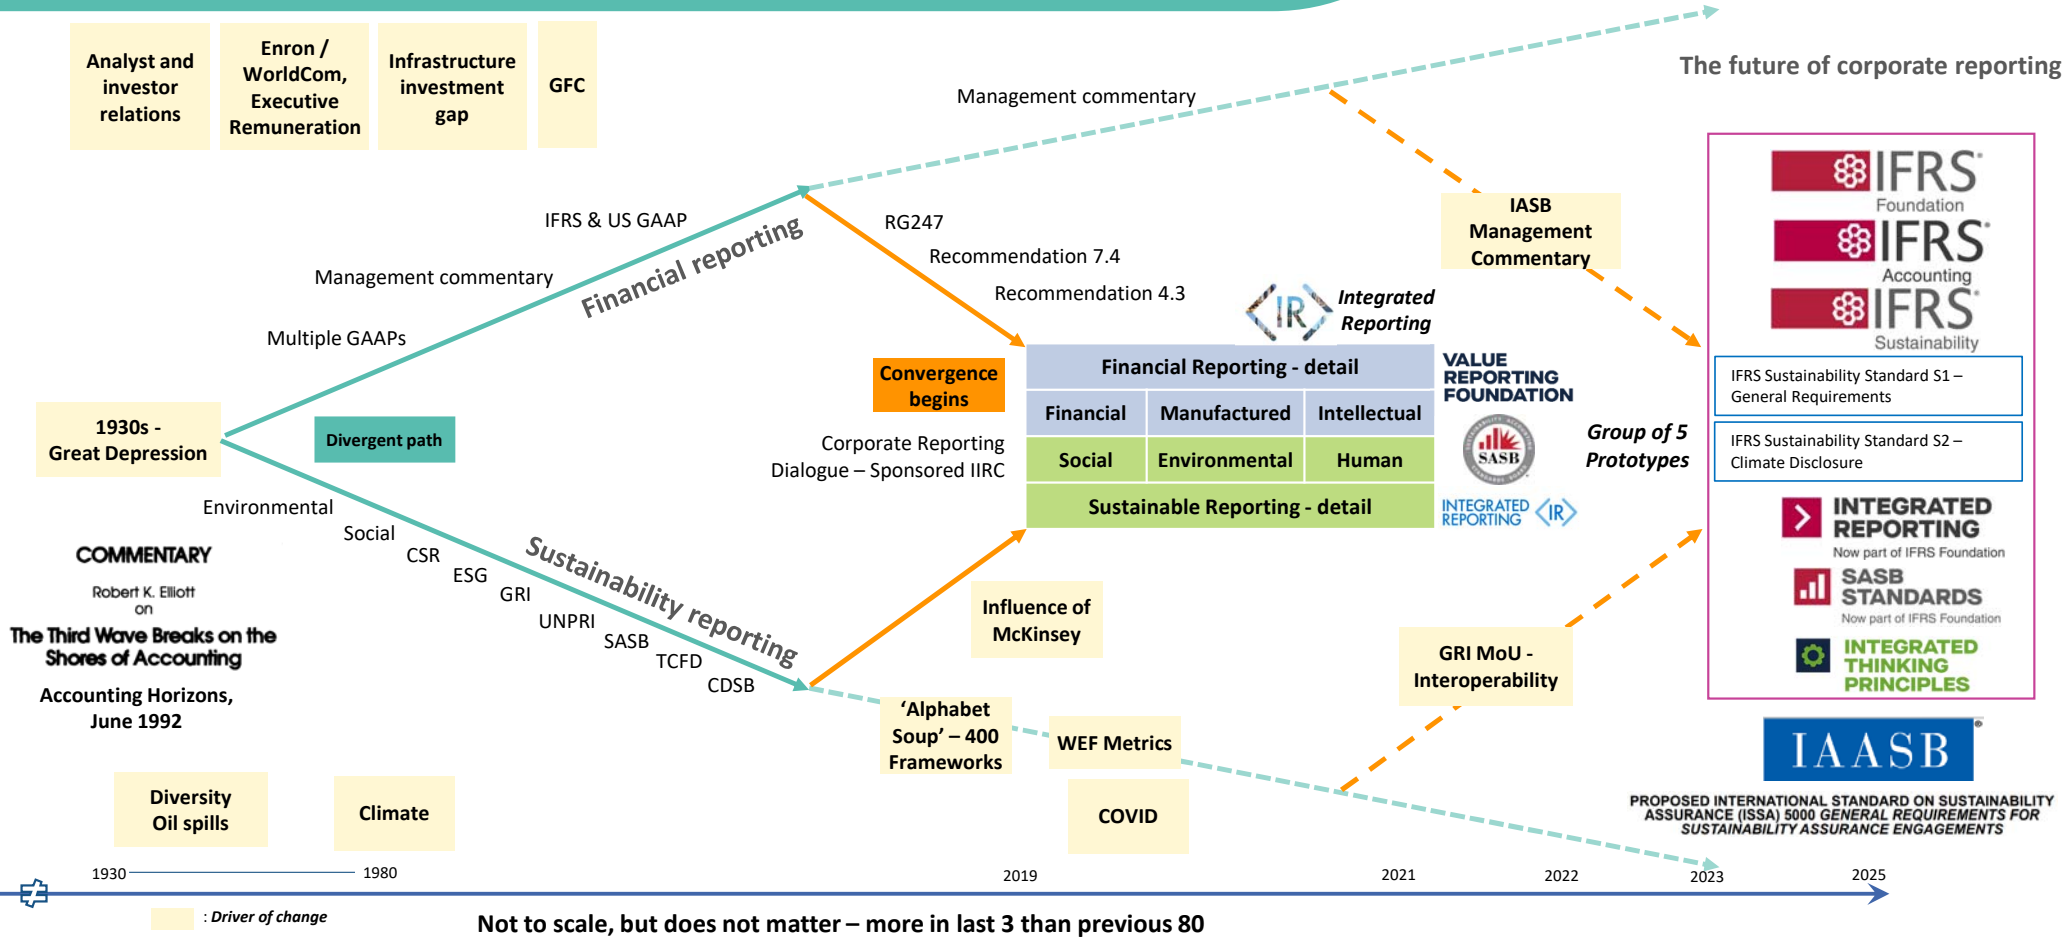 Analyst and
investor
relations
Enron /
WorldCom,
Executive
Remuneration
Infrastructure
investment
gap
GFC
The future of corporate reporting
Management commentary
IFRS & US GAAP
Financial reporting
Management commentary
Multiple GAAPs
RG247
Recommendation 7.4
Recommendation 4.3
IASB
Management
Commentary
<IR>
Integrated
Reporting
1930s -
Great Depression
Divergent path
Convergence
begins
Corporate Reporting
Dialogue – Sponsored IIRC
Financial Reporting - detail
Financial
Manufactured
Intellectual
Social
Environmental
Human
Sustainable Reporting - detail
VALUE
REPORTING
FOUNDATION
SASB
INTEGRATED
REPORTING <IR>
Group of 5
Prototypes
IFRS
Foundation
IFRS
Accounting
IFRS
Sustainability
IFRS Sustainability Standard S1 –
General Requirements
IFRS Sustainability Standard S2 –
Climate Disclosure
INTEGRATED
REPORTING
Now part of IFRS Foundation
SASB
STANDARDS
Now part of IFRS Foundation
INTEGRATED
THINKING
PRINCIPLES
Environmental
Social
CSR
ESG
GRI
UNPRI
SASB
TCFD
CDSB
Sustainability reporting
COMMENTARY
Robert K. Elliott
on
The Third Wave Breaks on the
Shores of Accounting
Accounting Horizons,
June 1992
Influence of
McKinsey
GRI MoU -
Interoperability
'Alphabet
Soup' – 400
Frameworks
WEF Metrics
COVID
Diversity
Oil spills
Climate
IAASB
PROPOSED INTERNATIONAL STANDARD ON SUSTAINABILITY
ASSURANCE (ISSA) 5000 GENERAL REQUIREMENTS FOR
SUSTAINABILITY ASSURANCE ENGAGEMENTS
1930
1980
2019
2021
2022
2023
2025
: Driver of change
Not to scale, but does not matter – more in last 3 than previous 80